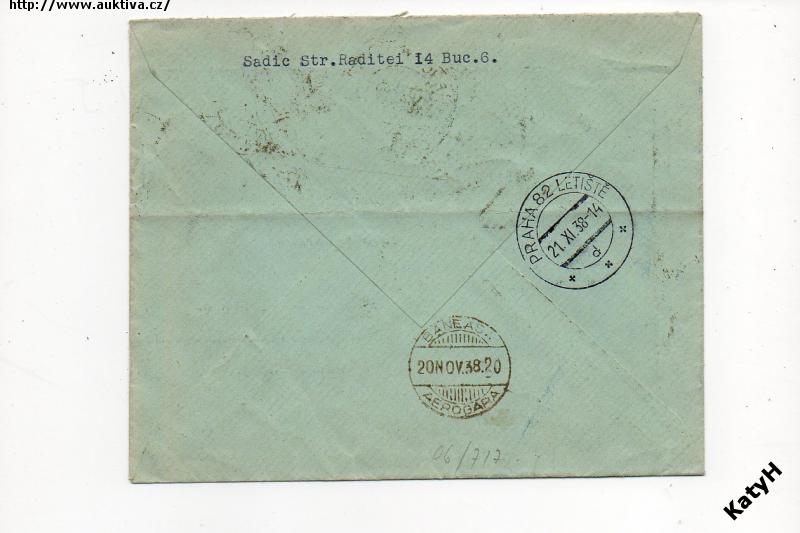 http://www.auktiva.cz/
Sadic Str.Raditei I4 Buc.6.
PRAHA 82 LETIŠTĚ
21.XI.38-14
d
20NOV.38.20
AEROGARA
06/717
KatyH